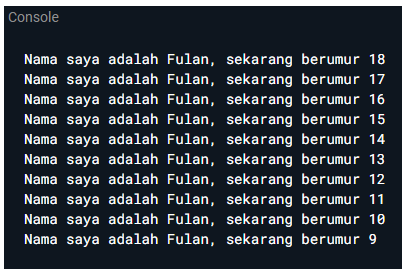 Console
Nama saya adalah Fulan, sekarang berumur 18
Nama saya adalah Fulan, sekarang berumur 17
Nama saya adalah Fulan, sekarang berumur 16
Nama saya adalah Fulan, sekarang berumur 15
Nama saya adalah Fulan, sekarang berumur 14
Nama saya adalah Fulan, sekarang berumur 13
Nama saya adalah Fulan, sekarang berumur 12
Nama saya adalah Fulan, sekarang berumur 11
Nama saya adalah Fulan, sekarang berumur 10
Nama saya adalah Fulan, sekarang berumur 9